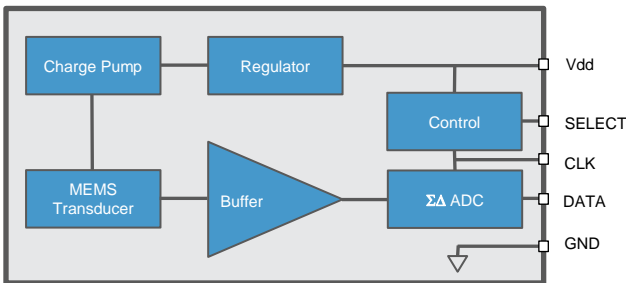 Charge Pump
Regulator
Vdd
Control
SELECT
CLK
MEMS
Transducer
Buffer
ΣΔ ADC
DATA
GND